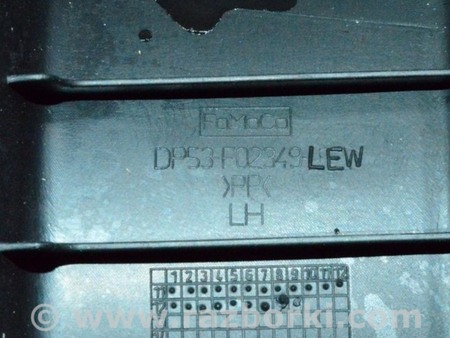 FoMoCo
DP53-F02349-LEW
>PP<
LH
1 2 3 4 5 6 7 8 9 10 11 12
11
www.razborki.com